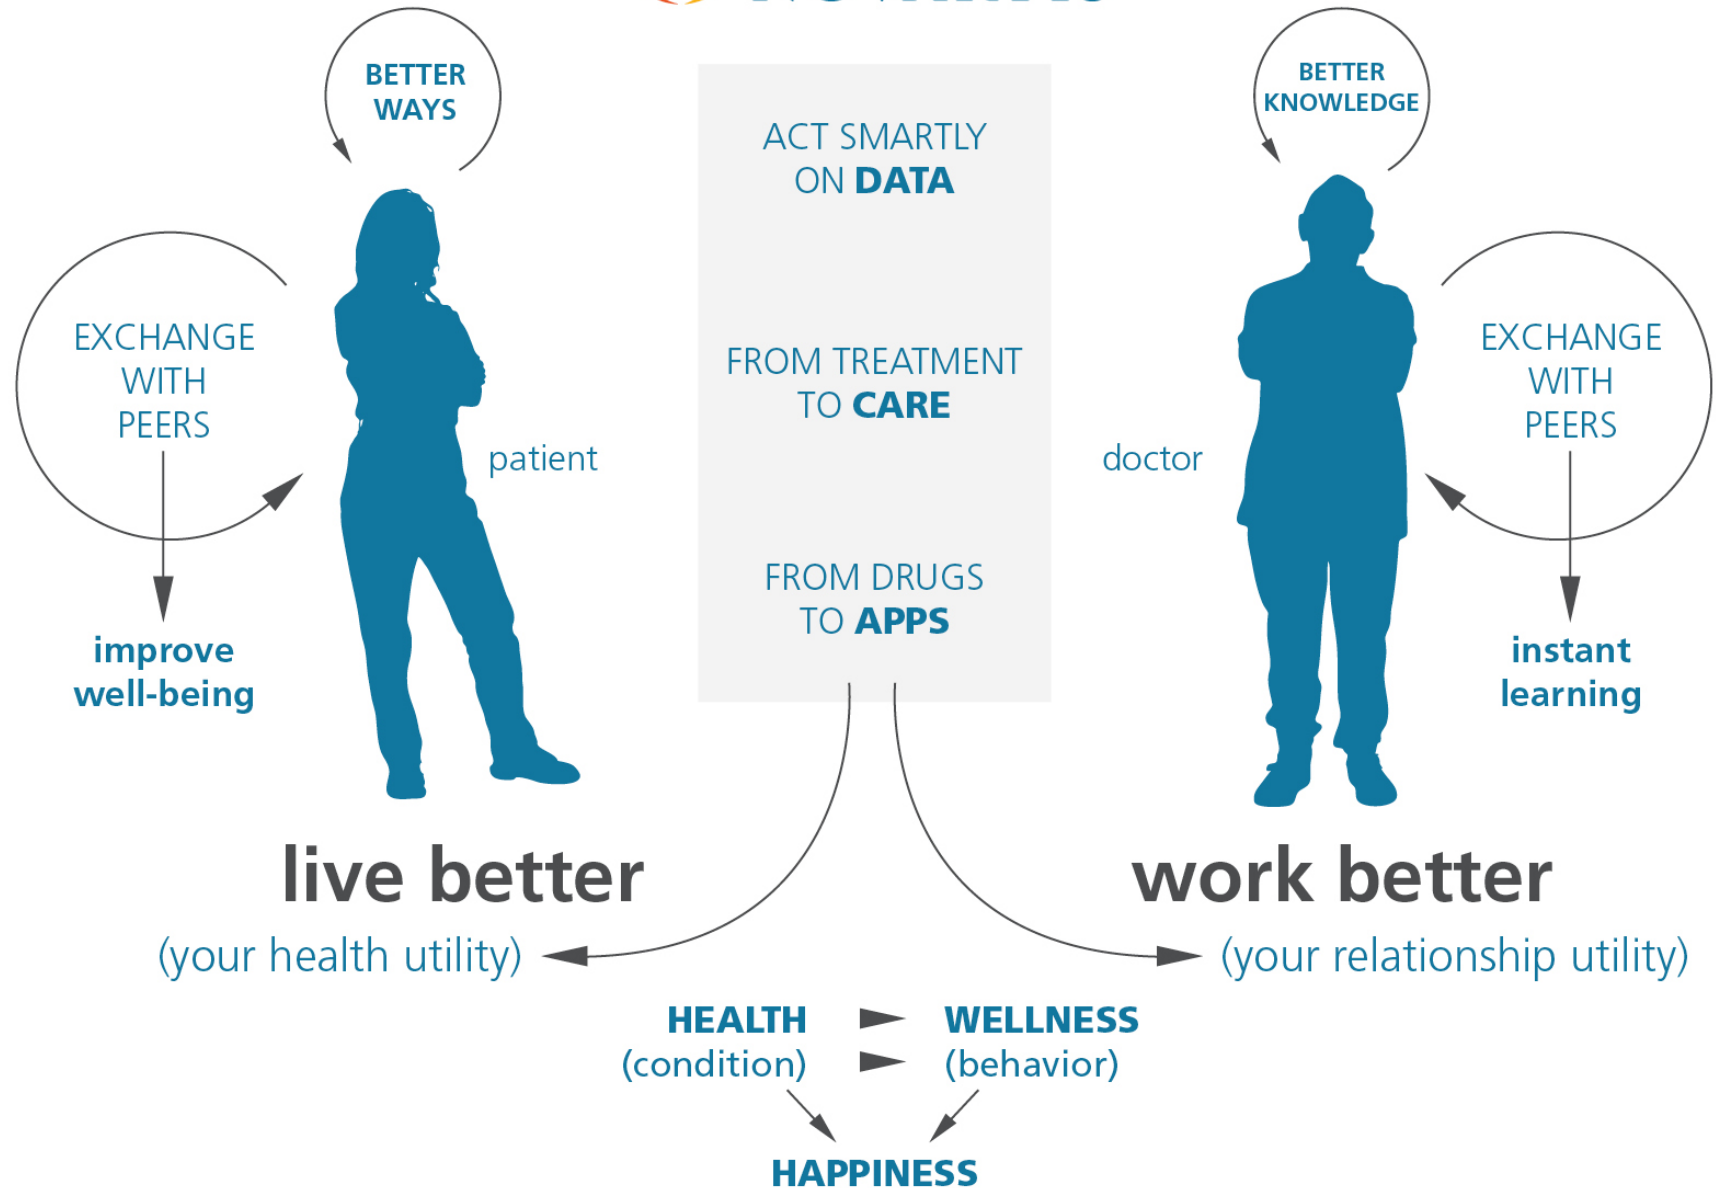 BETTER
WAYS
BETTER
KNOWLEDGE
ACT SMARTLY
ON DATA
EXCHANGE
WITH
PEERS
FROM TREATMENT
TO CARE
EXCHANGE
WITH
PEERS
patient
doctor
FROM DRUGS
TO APPS
improve
well-being
instant
learning
live better
work better
(your health utility)
(your relationship utility)
HEALTH
WELLNESS
(condition)
(behavior)
HAPPINESS